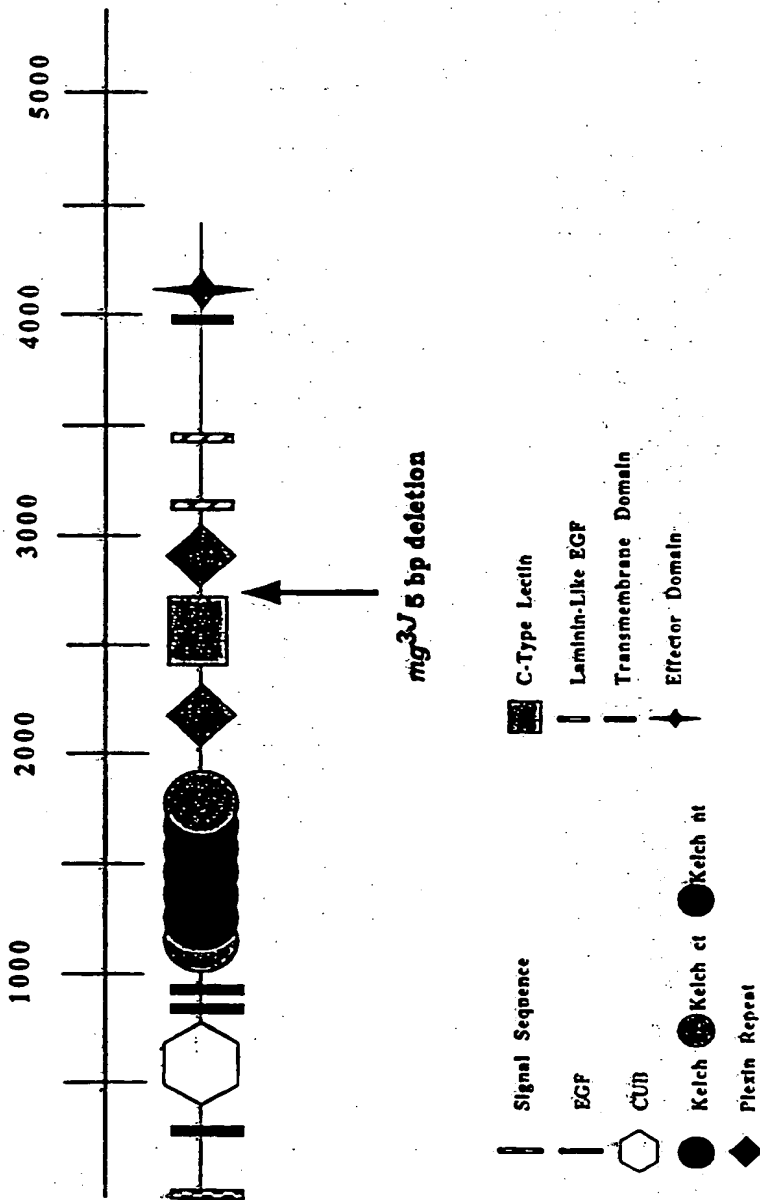 1000 2000 3000 4000 5000
mg3J 5 bp deletion
Signal Sequence
EGF
CUB
Kelch Kelch ct Kelch nt
Plexin Repeat
C-Type Lectin
Laminin-Like EGF
Transmembrane Domain
Effector Domain